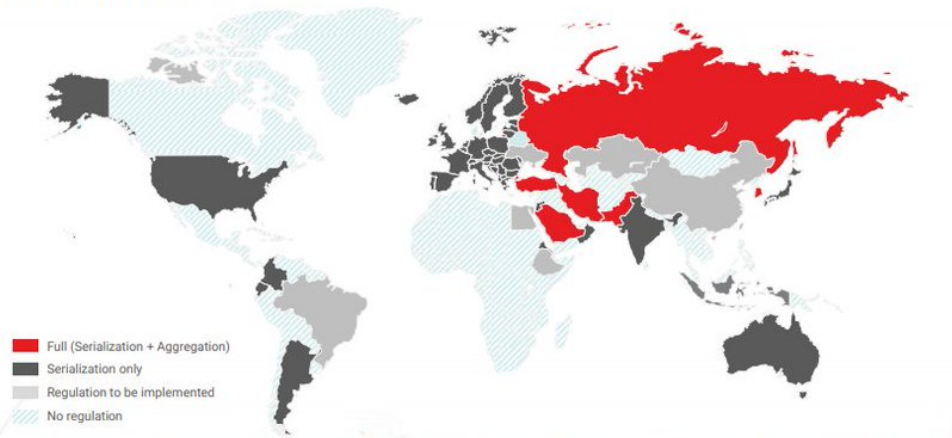 Full (Serialization + Aggregation)
Serialization only
Regulation to be implemented
No regulation